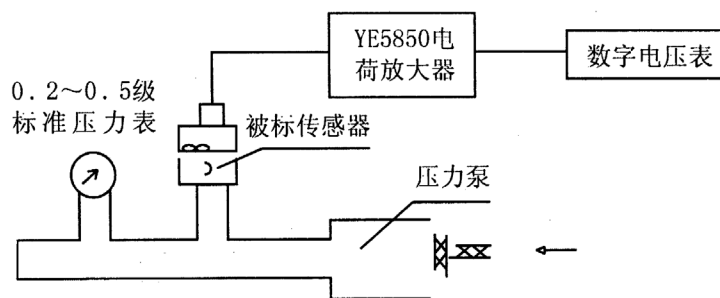 YE5850电
荷放大器
数字电压表
0.2～0.5级
标准压力表
被标传感器
压力泵